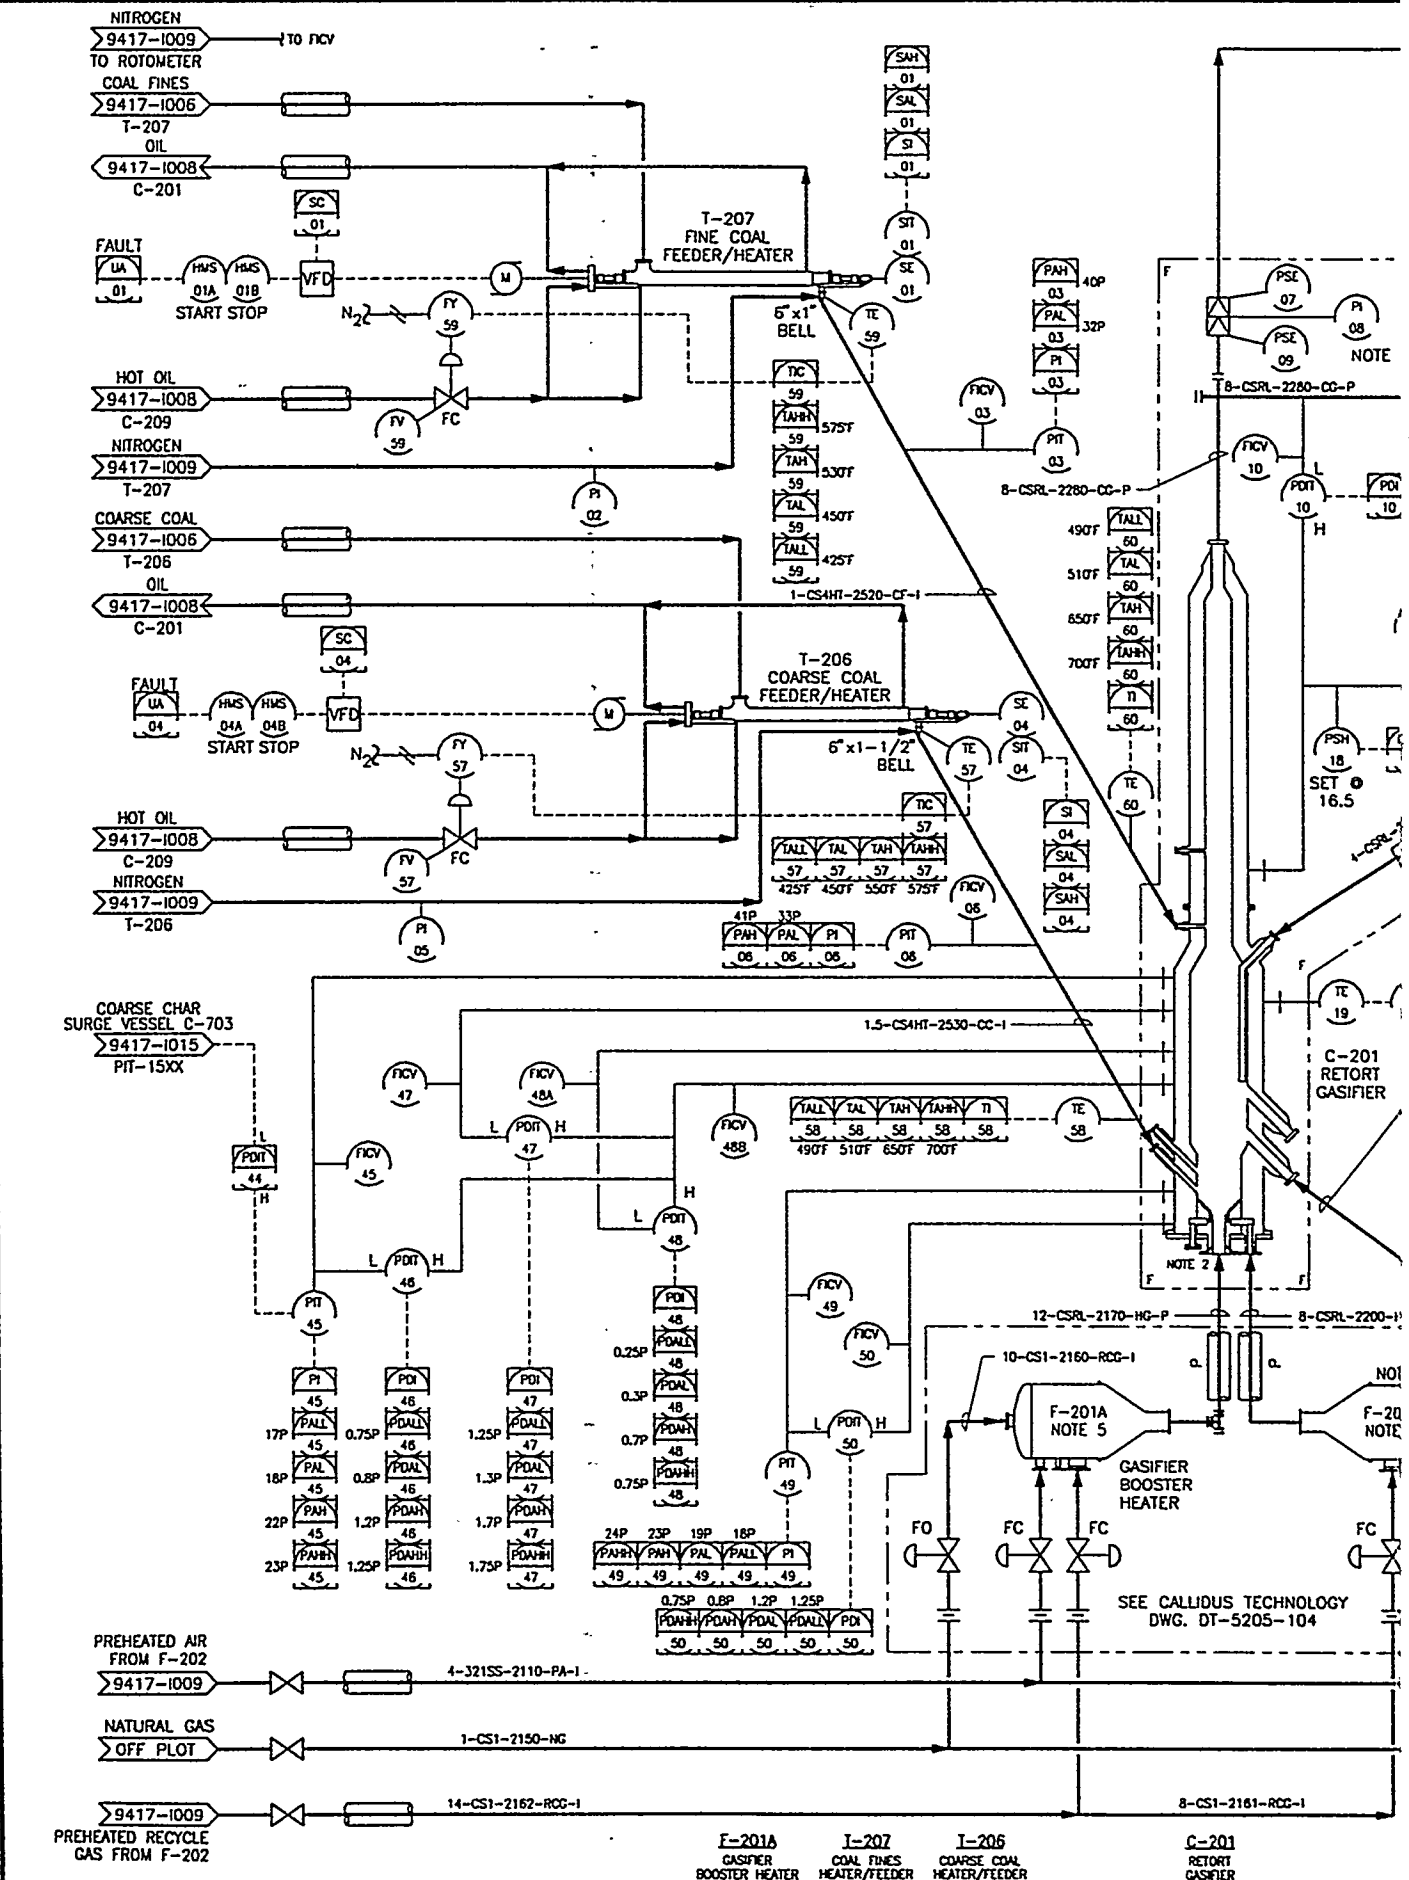 NITROGEN
9417-1009
TO FICV
TO ROTOMETER
COAL FINES
9417-1006
T-207
OIL
9417-1008
C-201
SAH
01
SAL
01
SI
01
SIT
01
SE
01
SC
01
FAULT
UA
01
HMS
01A
HMS
01B
START STOP
VFD
M
T-207
FINE COAL
FEEDER/HEATER
N2
FY
59
6"x1"
BELL
TE
59
HOT OIL
9417-1008
C-209
FV
59
FC
TIC
59
TAHH
59
575°F
TAH
59
530°F
TAL
59
450°F
TALL
59
425°F
NITROGEN
9417-1009
T-207
PI
02
PAH
03
40P
PAL
03
32P
PI
03
FICV
03
PIT
03
F
PSE
07
PI
08
PSE
09
NOTE
8-CSRL-2280-CG-P
FICV
10
L
PDIT
10
H
PDI
10
8-CSRL-2280-CG-P
COARSE COAL
9417-1006
T-206
OIL
9417-1008
C-201
1-CS4HT-2520-CF-I
490°F
TALL
60
510°F
TAL
60
650°F
TAH
60
700°F
TAHH
60
TI
60
TE
60
SC
04
FAULT
UA
04
HMS
04A
HMS
04B
START STOP
VFD
M
T-206
COARSE COAL
FEEDER/HEATER
SE
04
SIT
04
6"x1-1/2"
BELL
TE
57
N2
FY
57
PSH
18
SET @
16.5
HOT OIL
9417-1008
C-209
FV
57
FC
TIC
57
TALL
57
425°F
TAL
57
450°F
TAH
57
550°F
TAHH
57
575°F
SI
04
SAL
04
SAH
04
NITROGEN
9417-1009
T-206
PI
05
41P
PAH
06
33P
PAL
06
PI
06
PIT
06
FICV
06
4-CSRL-
F
COARSE CHAR
SURGE VESSEL C-703
9417-1015
PIT-15XX
1.5-CS4HT-2530-CC-I
TE
19
C-201
RETORT
GASIFIER
FICV
47
FICV
48A
L
PDIT
47
H
FICV
48B
TALL
58
490°F
TAL
58
510°F
TAH
58
650°F
TAHH
58
700°F
TI
58
TE
58
L
PDIT
44
H
FICV
45
L
PDIT
46
H
H
L
PDIT
48
PIT
45
NOTE 2
F
F
FICV
49
FICV
50
12-CSRL-2170-HG-P
8-CSRL-2200-H
10-CS1-2160-RCG-I
P
P
PI
45
17P
PALL
45
18P
PAL
45
22P
PAH
45
23P
PAHH
45
PDI
46
0.75P
PDALL
46
0.8P
PDAL
46
1.2P
PDAH
46
1.25P
PDAHH
46
PDI
47
1.25P
PDALL
47
1.3P
PDAL
47
1.7P
PDAH
47
1.75P
PDAHH
47
PDI
48
0.25P
PDALL
48
0.3P
PDAL
48
0.7P
PDAH
48
0.75P
PDAHH
48
L
PDIT
50
H
PIT
49
F-201A
NOTE 5
GASIFIER
BOOSTER
HEATER
FO
FC
FC
FC
24P
PAHH
49
23P
PAH
49
19P
PAL
49
18P
PALL
49
PI
49
0.75P
PDAHH
50
0.8P
PDAH
50
1.2P
PDAL
50
1.25P
PDALL
50
PDI
50
SEE CALLIDUS TECHNOLOGY
DWG. DT-5205-104
PREHEATED AIR
FROM F-202
9417-1009
4-321SS-2110-PA-I
NATURAL GAS
OFF PLOT
1-CS1-2150-NG
9417-1009
14-CS1-2162-RCG-I
8-CS1-2161-RCG-I
PREHEATED RECYCLE
GAS FROM F-202
F-201A
GASIFIER
BOOSTER HEATER
T-207
COAL FINES
HEATER/FEEDER
T-206
COARSE COAL
HEATER/FEEDER
C-201
RETORT
GASIFIER